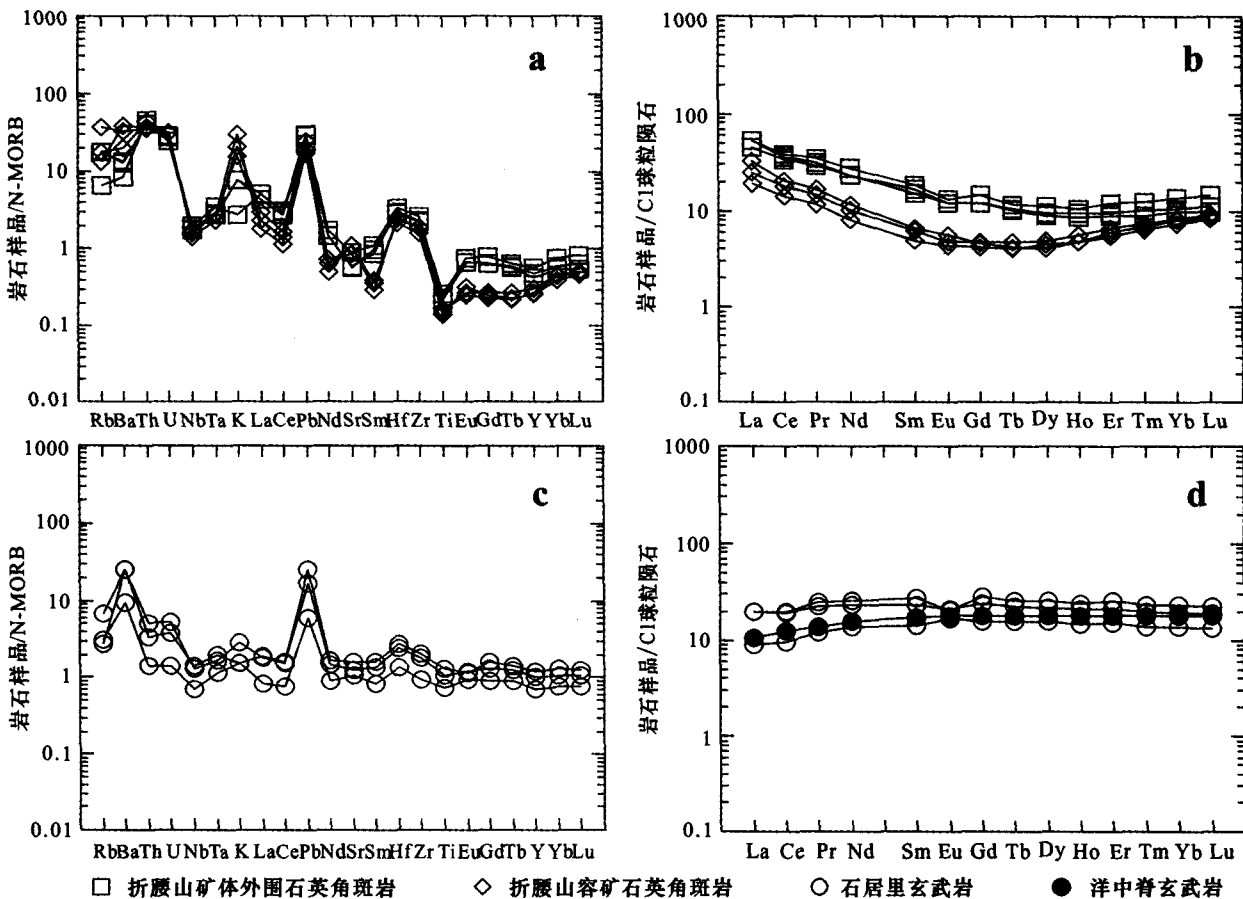 1000
100
10
1
0.1
0.01
岩石样品/N-MORB
a
Rb Ba Th U Nb Ta K La Ce Pb Nd Sr Sm Hf Zr Ti Eu Gd Tb Y Yb Lu
1000
100
10
1
0.1
岩石样品/Cl球粒陨石
b
La Ce Pr Nd Sm Eu Gd Tb Dy Ho Er Tm Yb Lu
1000
100
10
1
0.1
0.01
岩石样品/N-MORB
c
Rb Ba Th U Nb Ta K La Ce Pb Nd Sr Sm Hf Zr Ti Eu Gd Tb Y Yb Lu
1000
100
10
1
0.1
岩石样品/Cl球粒陨石
d
La Ce Pr Nd Sm Eu Gd Tb Dy Ho Er Tm Yb Lu
折腰山矿体外围石英角斑岩 折腰山容矿石英角斑岩 石居里玄武岩 洋中脊玄武岩